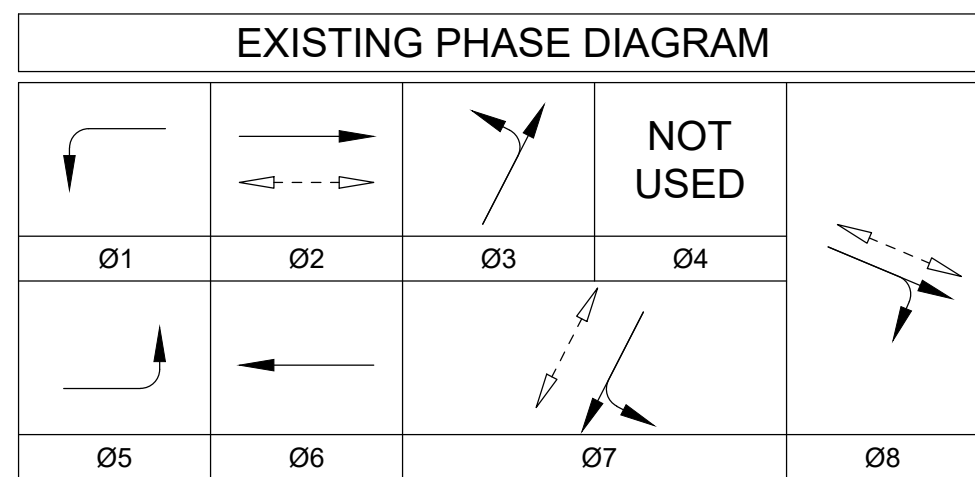 EXISTING PHASE DIAGRAM
NOT
USED
Ø1
Ø2
Ø3
Ø4
Ø5
Ø6
Ø7
Ø8